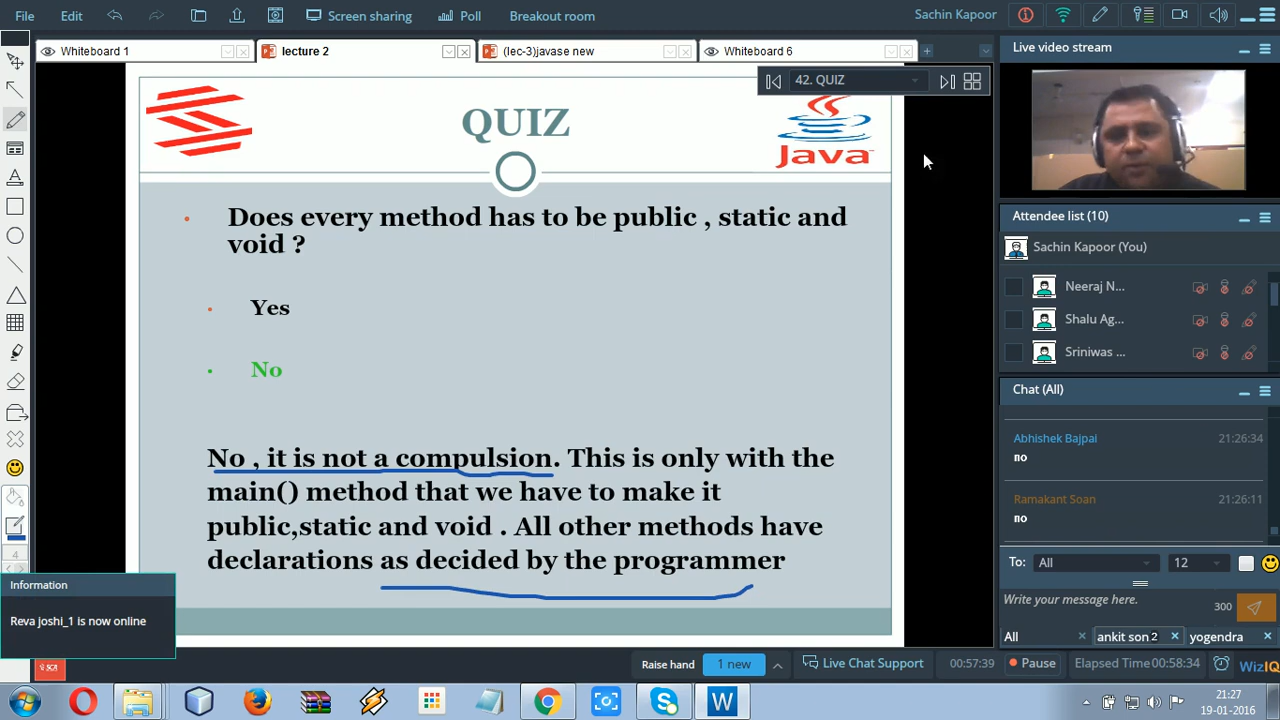 File Edit Screen sharing Poll Breakout room Sachin Kapoor
Whiteboard 1 lecture 2 (lec-3)javase new Whiteboard 6
42. QUIZ
QUIZ
Java
Does every method has to be public , static and
void ?
Yes
No
No , it is not a compulsion. This is only with the
main() method that we have to make it
public,static and void . All other methods have
declarations as decided by the programmer
Live video stream
Attendee list (10)
Sachin Kapoor (You)
Neeraj N...
Shalu Ag...
Sriniwas ...
Chat (All)
Abhishek Bajpai 21:26:34
no
Ramakant Soan 21:26:11
no
To: All 12
Write your message here. 300
All ankit son 2 yogendra
4
Information
Reva joshi_1 is now online
Raise hand 1 new Live Chat Support 00:57:39 Pause Elapsed Time 00:58:34 WizIQ
W
21:27
19-01-2016